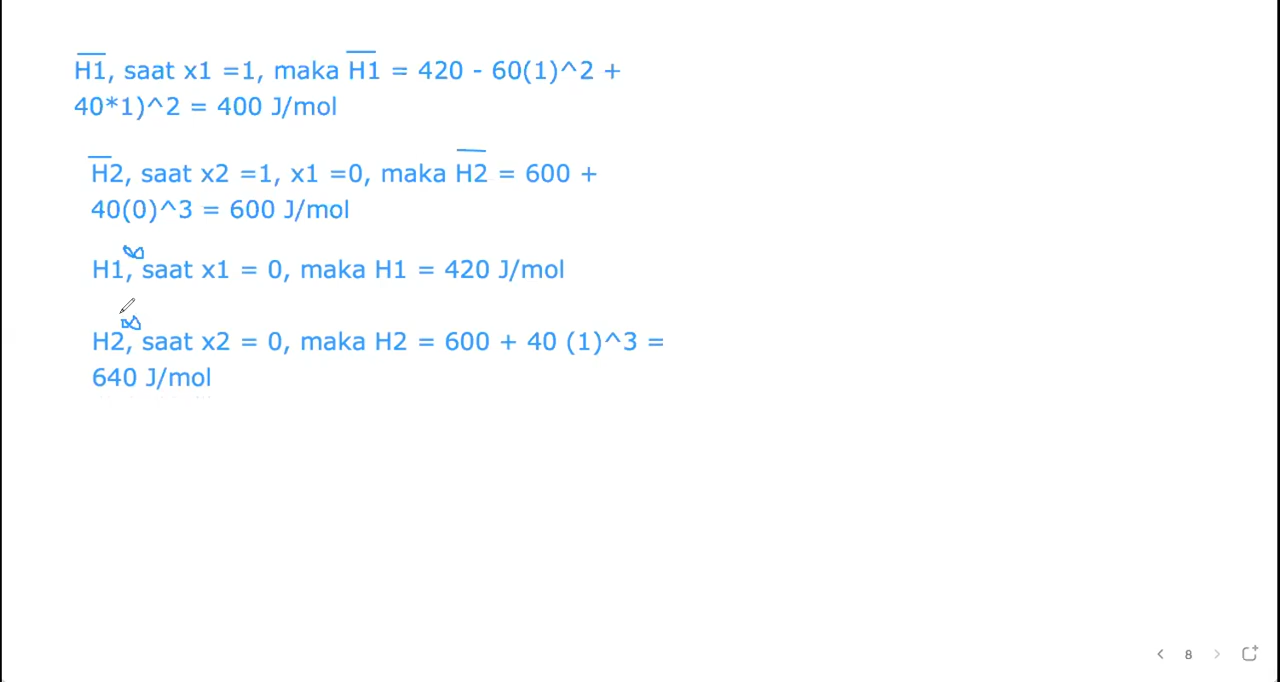 H1, saat x1 =1, maka H1 = 420 - 60(1)^2 +
40*1)^2 = 400 J/mol
H2, saat x2 =1, x1 =0, maka H2 = 600 +
40(0)^3 = 600 J/mol
∞
H1, saat x1 = 0, maka H1 = 420 J/mol
∞
H2, saat x2 = 0, maka H2 = 600 + 40 (1)^3 =
640 J/mol
8